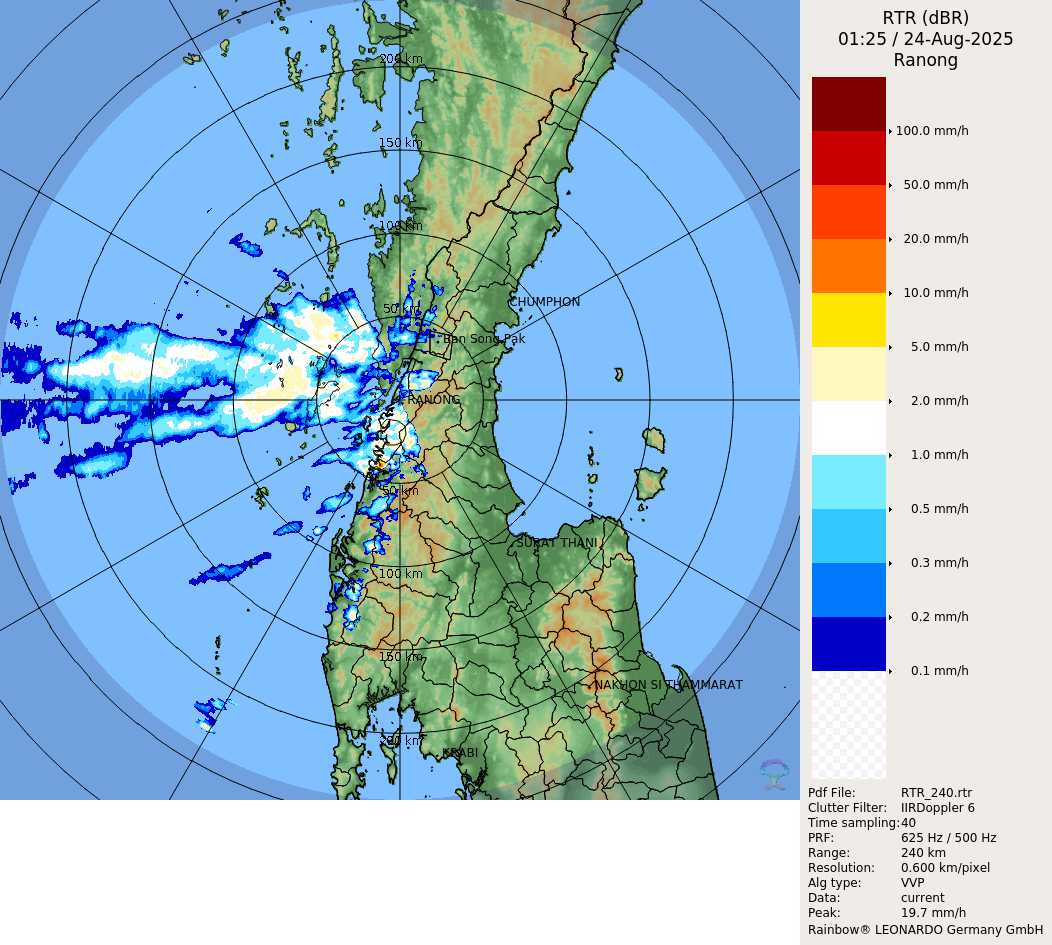 RTR (dBR)
01:25 / 24-Aug-2025
Ranong
200 km
150 km
100 km
50 km
CHUMPHON
Ban Song Pak
RANONG
50 km
SURAT THANI
100 km
150 km
NAKHON SI THAMMARAT
200 km
KRABI
100.0 mm/h
50.0 mm/h
20.0 mm/h
10.0 mm/h
5.0 mm/h
2.0 mm/h
1.0 mm/h
0.5 mm/h
0.3 mm/h
0.2 mm/h
0.1 mm/h
Pdf File: RTR_240.rtr
Clutter Filter: IIRDoppler 6
Time sampling:40
PRF: 625 Hz / 500 Hz
Range: 240 km
Resolution: 0.600 km/pixel
Alg type: VVP
Data: current
Peak: 19.7 mm/h
Rainbow® LEONARDO Germany GmbH